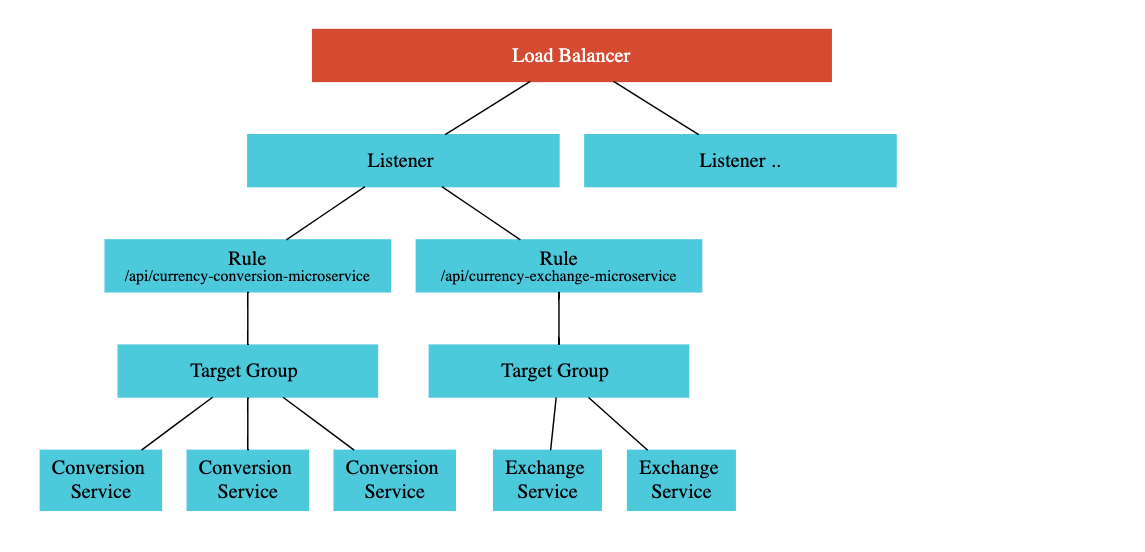 Load Balancer
Listener
Listener ..
Rule
/api/currency-conversion-microservice
Rule
/api/currency-exchange-microservice
Target Group
Target Group
Conversion
Service
Conversion
Service
Conversion
Service
Exchange
Service
Exchange
Service